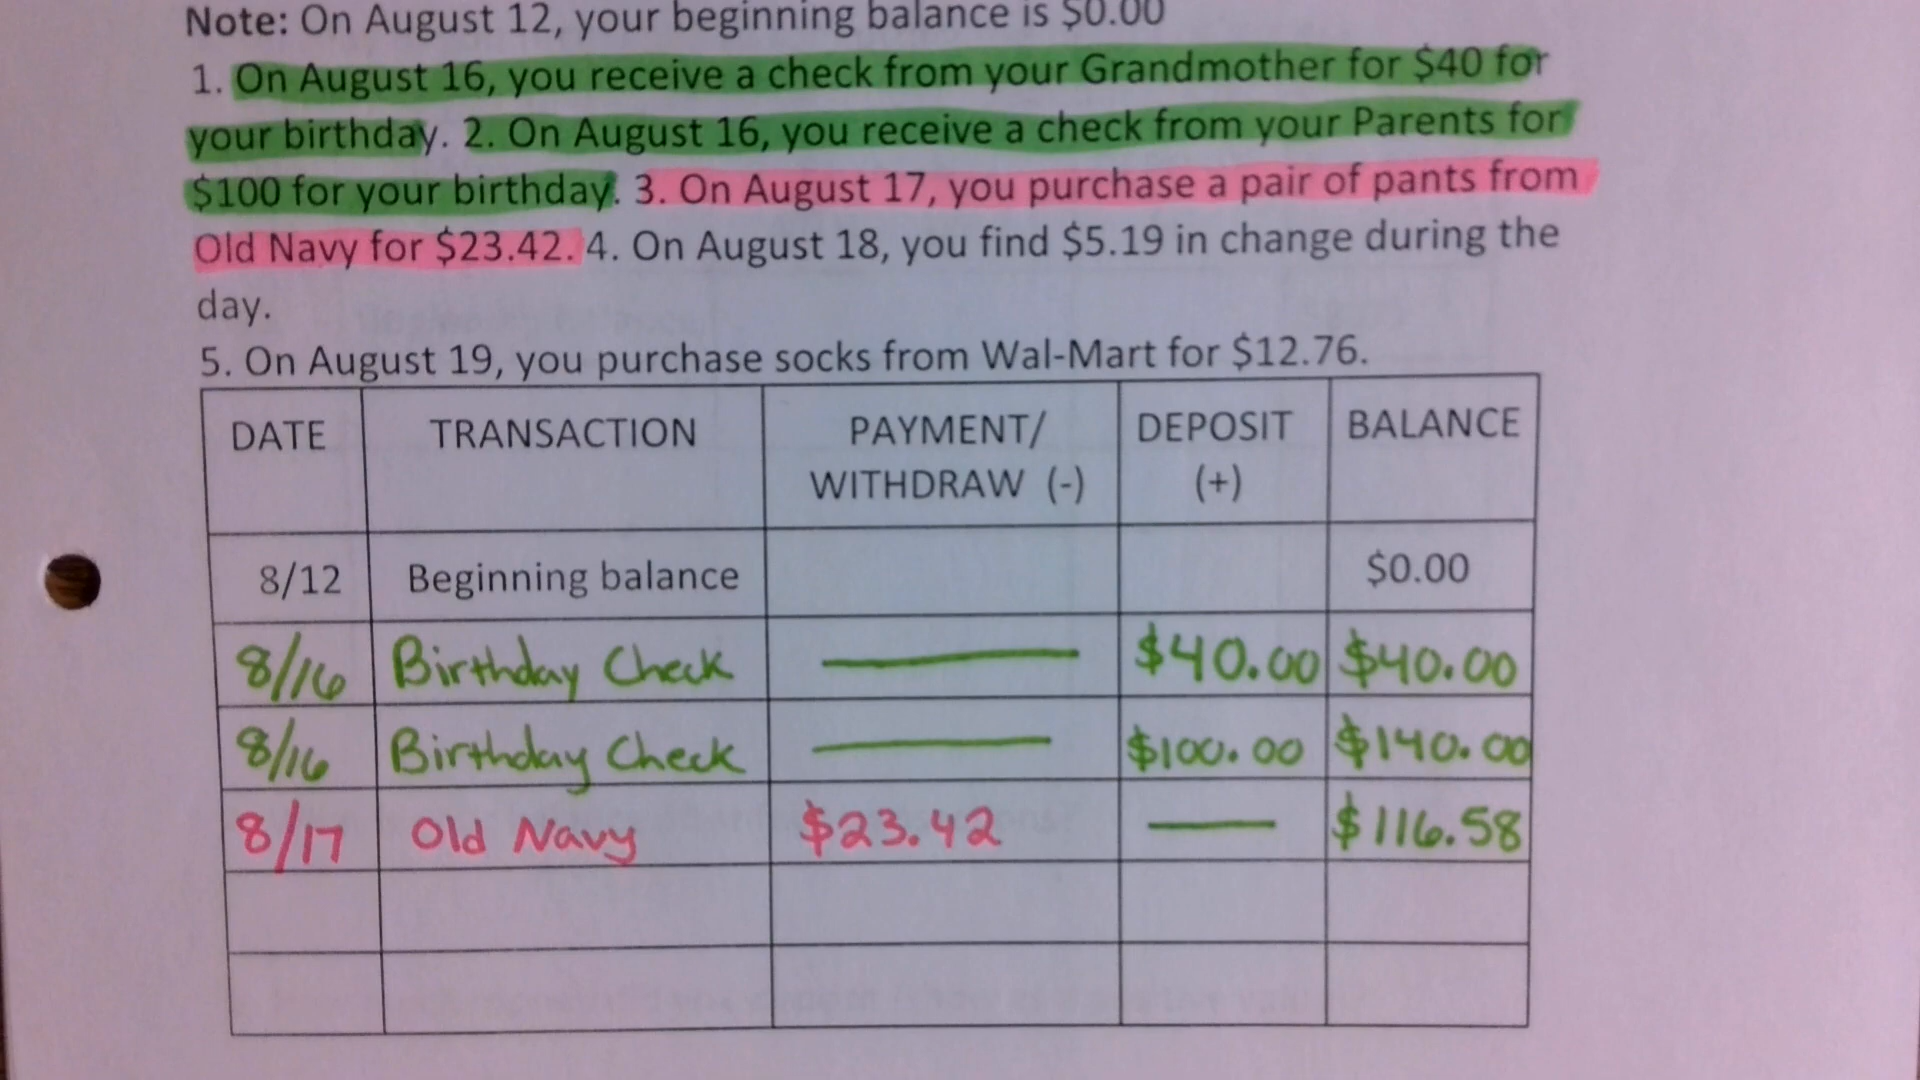 Note: On August 12, your beginning balance is $0.00
1. On August 16, you receive a check from your Grandmother for $40 for
your birthday. 2. On August 16, you receive a check from your Parents for
$100 for your birthday. 3. On August 17, you purchase a pair of pants from
Old Navy for $23.42. 4. On August 18, you find $5.19 in change during the
day.
5. On August 19, you purchase socks from Wal-Mart for $12.76.
DATE TRANSACTION PAYMENT/ DEPOSIT BALANCE
WITHDRAW (-) (+)
8/12 Beginning balance $0.00
8/16 Birthday Check — $40.00 $40.00
8/16 Birthday Check — $100.00 $140.00
8/17 Old Navy $23.42 — $116.58